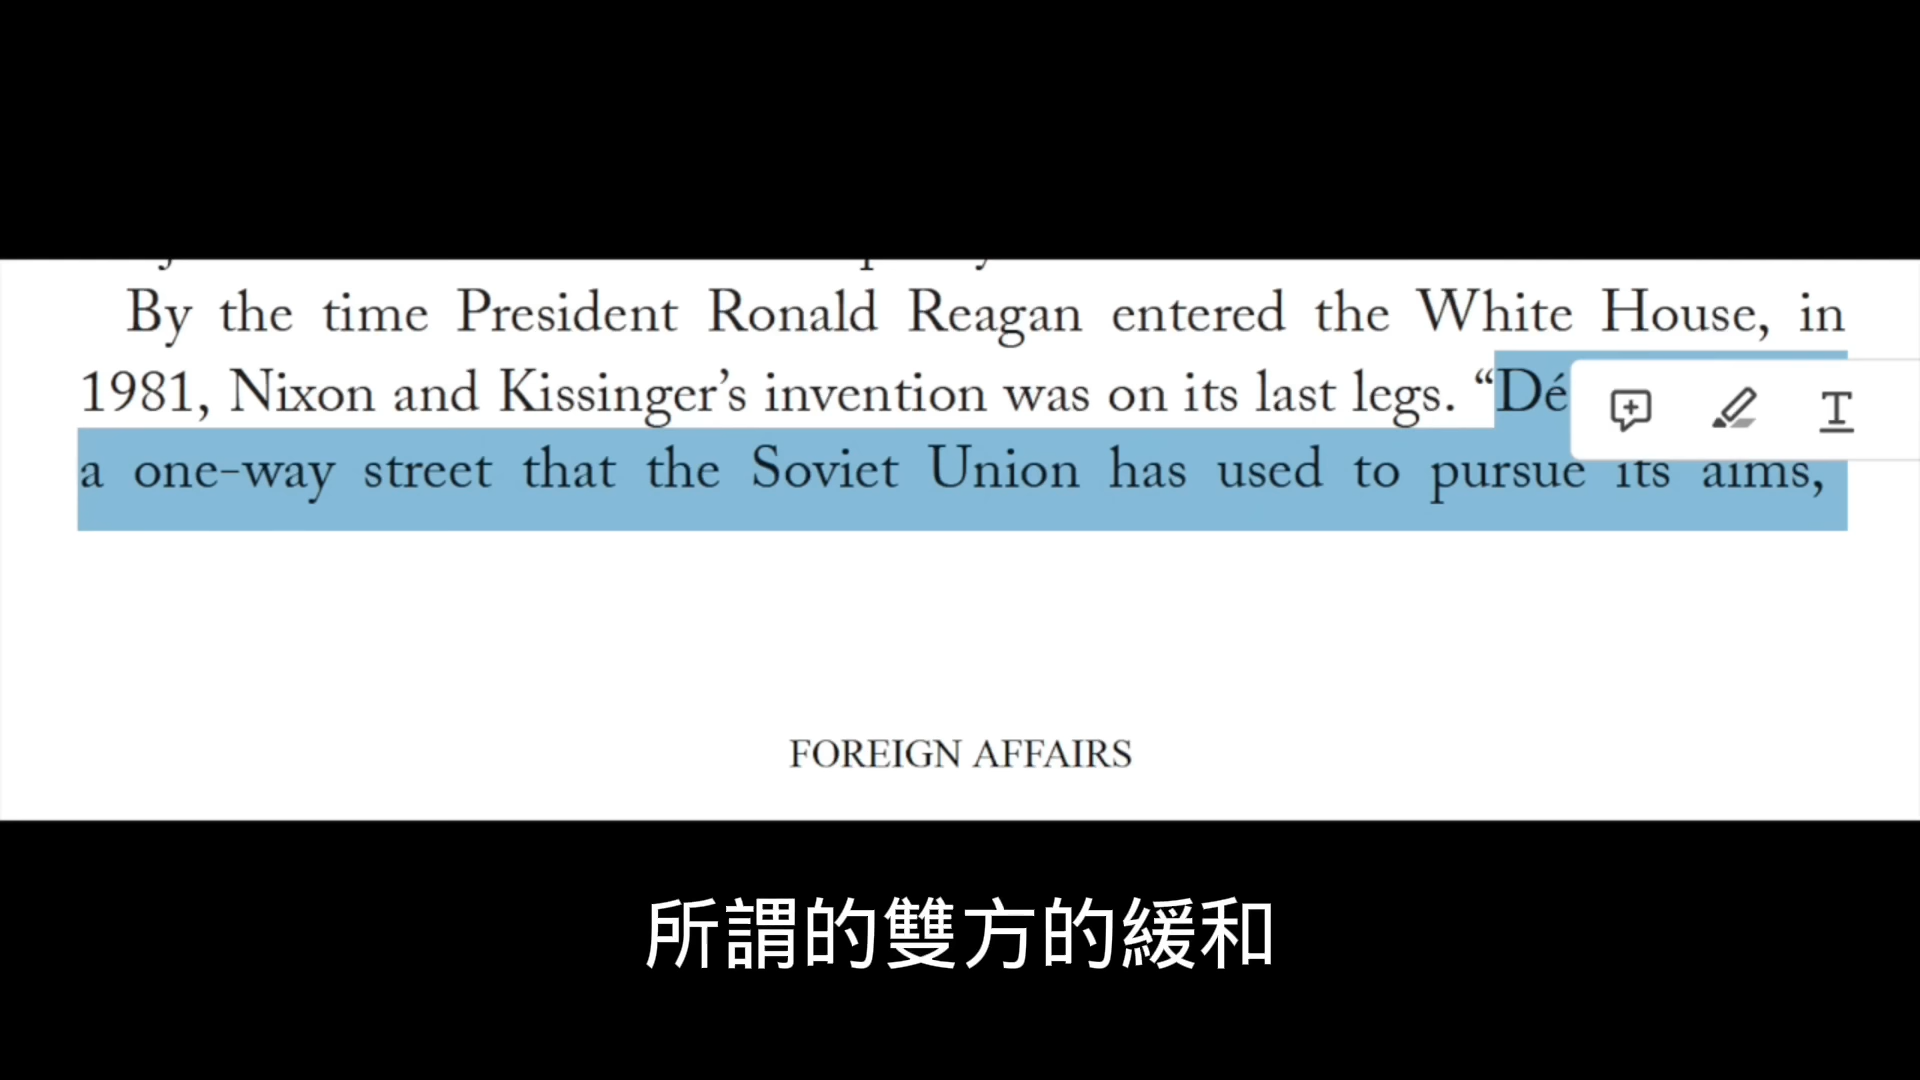 By the time President Ronald Reagan entered the White House, in
1981, Nixon and Kissinger’s invention was on its last legs. “Dé
a one-way street that the Soviet Union has used to pursue its aims,
FOREIGN AFFAIRS
所謂的雙方的緩和